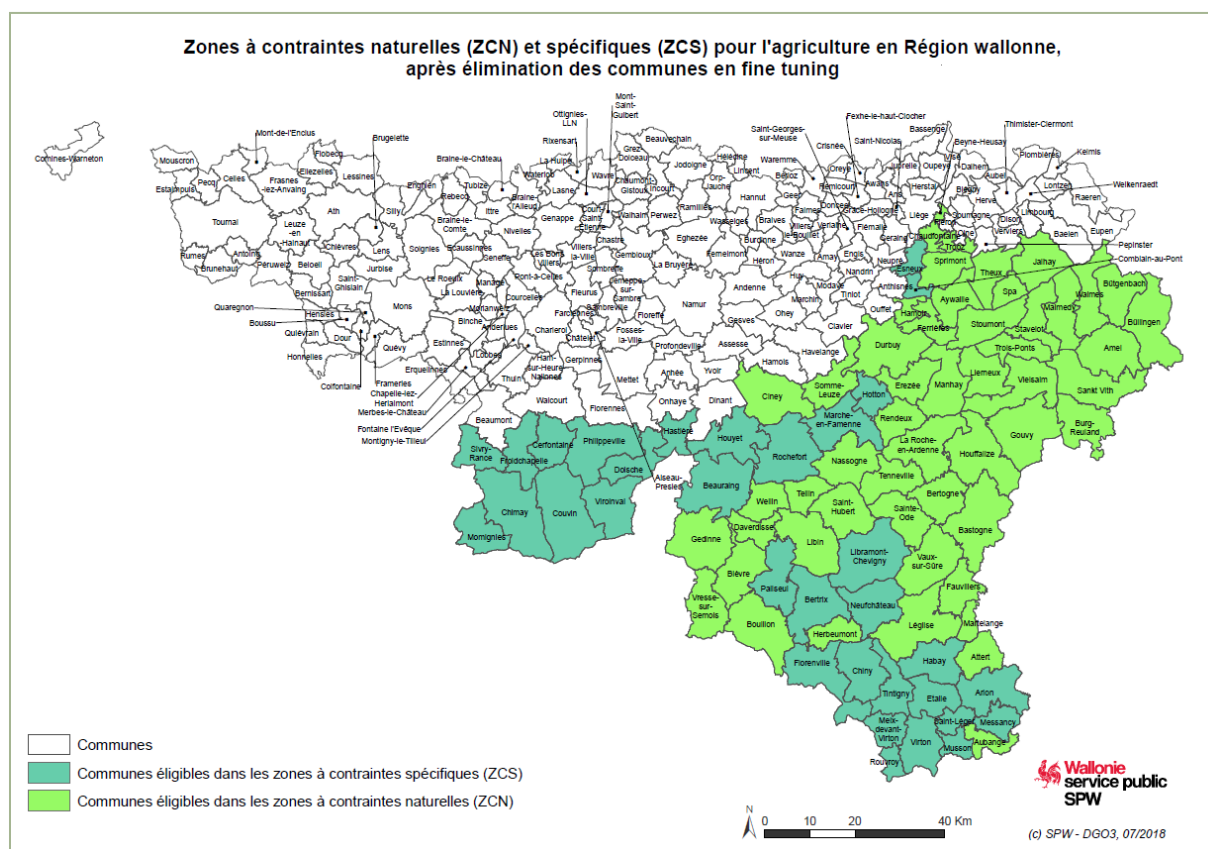 Zones à contraintes naturelles (ZCN) et spécifiques (ZCS) pour l'agriculture en Région wallonne,
après élimination des communes en fine tuning
Mont-
Saint-
Guibert
Ottignies-
LLN
Fexhe-le-haut-Clocher
Mont-de-l'Enclus
Brugelette
Rixensart
Beauvechain
Saint-Georges-
sur-Meuse
Saint-Nicolas
Bassenge
Beyne-Heusay
Thimister-Clermont
Comines-Warneton
Braine-le-Château
La Hulpe
Grez-
Doiceau
Hélécine
Crisnée
Visé
Plombières
Kelmis
Mouscron
Celles
Flobecq
Ellezelles
Lessines
Enghien
Tubize
Waterloo
Wavre
Jodoigne
Lincent
Waremme
Oreye
Juprelle
Oupeye
Dalhem
Aubel
Lontzen
Welkenraedt
Estaimpuis
Pecq
Frasnes
-lez-Anvaing
Rebecq
Braine-
l'Alleud
Lasne
Chaumont-
Gistoux
Incourt
Orp-
Jauche
Hannut
Berloz
Geer
Remicourt
Awans
Ans
Herstal
Blegny
Herve
Limbourg
Raeren
Tournai
Leuze-
en-
Hainaut
Ath
Silly
Ittre
Braine-le-
Comte
Nivelles
Genappe
Court-
Saint-
Etienne
Walhain
Perwez
Ramillies
Wasseiges
Braives
Faimes
Donceel
Verlaine
Grâce-Hollogne
Liège
Fléron
Soumagne
Olne
Dison
Verviers
Baelen
Eupen
Pepinster
Comblain-au-Pont
Rumes
Brunehaut
Antoing
Péruwelz
Beloeil
Chièvres
Lens
Jurbise
Soignies
Ecaussinnes
Seneffe
Les Bons
Villers
Villers-
la-Ville
Chastre
Gembloux
Eghezée
Burdinne
Villers-
le-Bouillet
Flémalle
Seraing
Chaudfontaine
Trooz
Bernissart
Saint-
Ghislain
Mons
Le Roeulx
Manage
La Louvière
Pont-à-Celles
Sombreffe
La Bruyère
Fernelmont
Héron
Wanze
Amay
Engis
Neupré
Esneux
Sprimont
Theux
Jalhay
Quaregnon
Boussu
Hensies
Quiévrain
Dour
Honnelles
Colfontaine
Quévy
Estinnes
Binche
Morlanwelz
Courcelles
Fleurus
Jemeppe-
sur-
Sambre
Sambreville
Floreffe
Namur
Andenne
Huy
Modave
Nandrin
Tinlot
Anthisnes
Ouffet
Hamoir
Aywaille
Spa
Malmedy
Waimes
Bütgenbach
Büllingen
Anderlues
Charleroi
Farciennes
Châtelet
Fosses-
la-Ville
Profondeville
Gesves
Ohey
Marchin
Clavier
Ferrières
Stoumont
Stavelot
Amel
Frameries
Chapelle-lez-
Herlaimont
Merbes-le-Château
Fontaine l'Evêque
Montigny-le-Tilleul
Erquelinnes
Lobbes
Thuin
Ham-
sur-Heure
Nalinnes
Gerpinnes
Mettet
Anhée
Yvoir
Assesse
Hamois
Havelange
Durbuy
Trois-Ponts
Lierneux
Vielsalm
Sankt Vith
Beaumont
Walcourt
Florennes
Onhaye
Dinant
Ciney
Somme-
Leuze
Hotton
Erezée
Manhay
Rendeux
Gouvy
Burg-
Reuland
Sivry-
Rance
Froidchapelle
Cerfontaine
Philippeville
Hastière
Houyet
Rochefort
Marche-
en-Famenne
Nassogne
La Roche-
en-Ardenne
Houffalize
Doische
Aiseau-
Presles
Beauraing
Tenneville
Bertogne
Chimay
Couvin
Viroinval
Momignies
Wellin
Tellin
Saint-
Hubert
Sainte-
Ode
Bastogne
Gedinne
Daverdisse
Libin
Libramont-
Chevigny
Vaux-
sur-Sûre
Bièvre
Paliseul
Bertrix
Neufchâteau
Fauvillers
Vresse-
sur-
Semois
Bouillon
Herbeumont
Léglise
Martelange
Florenville
Chiny
Habay
Attert
Tintigny
Etalle
Arlon
Meix-
devant-
Virton
Virton
Saint-Léger
Messancy
Musson
Aubange
Rouvroy
Communes
Communes éligibles dans les zones à contraintes spécifiques (ZCS)
Communes éligibles dans les zones à contraintes naturelles (ZCN)
N
0 10 20 40 Km
Wallonie
service public
SPW
(c) SPW - DGO3, 07/2018